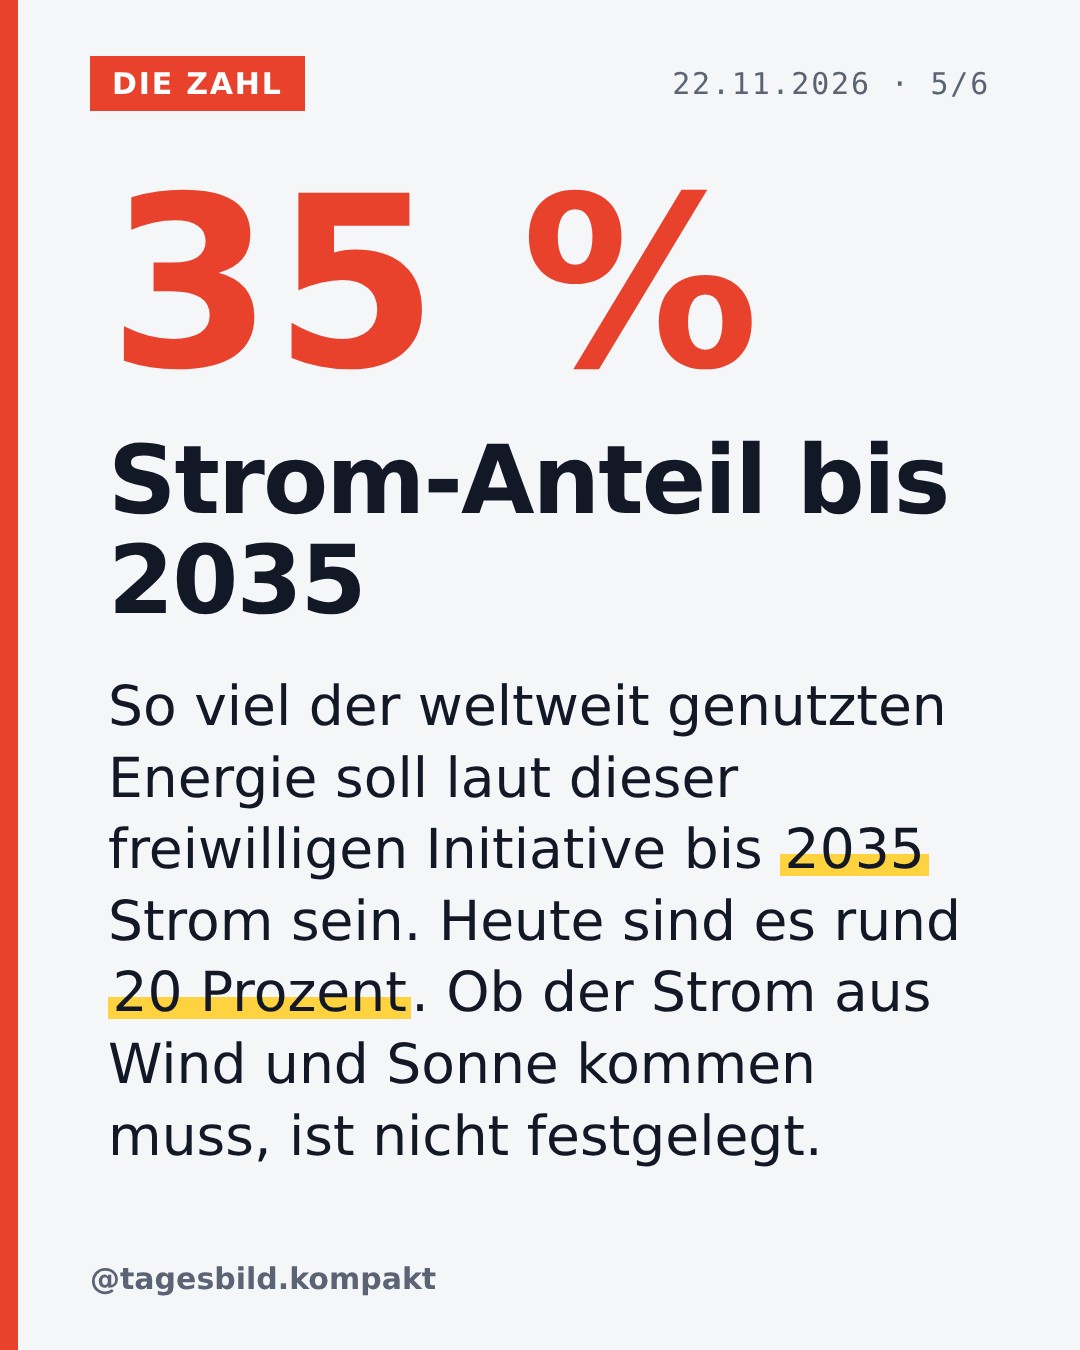 DIE ZAHL
22.11.2026 · 5/6
35 %
Strom-Anteil bis
2035
So viel der weltweit genutzten
Energie soll laut dieser
freiwilligen Initiative bis 2035
Strom sein. Heute sind es rund
20 Prozent. Ob der Strom aus
Wind und Sonne kommen
muss, ist nicht festgelegt.
@tagesbild.kompakt